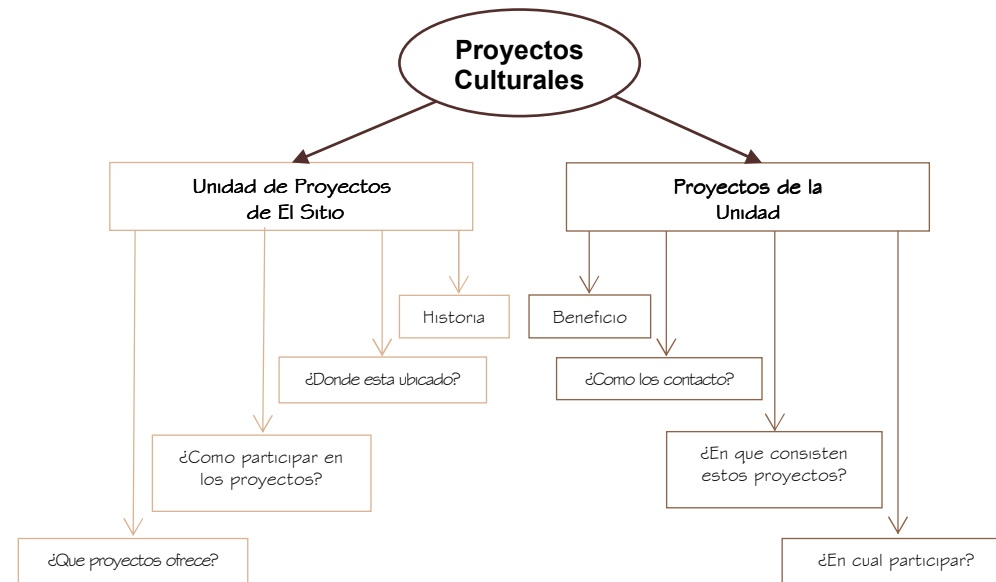 Proyectos
Culturales
Unidad de Proyectos
de El Sitio
Proyectos de la
Unidad
Historia
Beneficio
¿Donde esta ubicado?
¿Como los contacto?
¿Como participar en
los proyectos?
¿En que consisten
estos proyectos?
¿Que proyectos ofrece?
¿En cual participar?